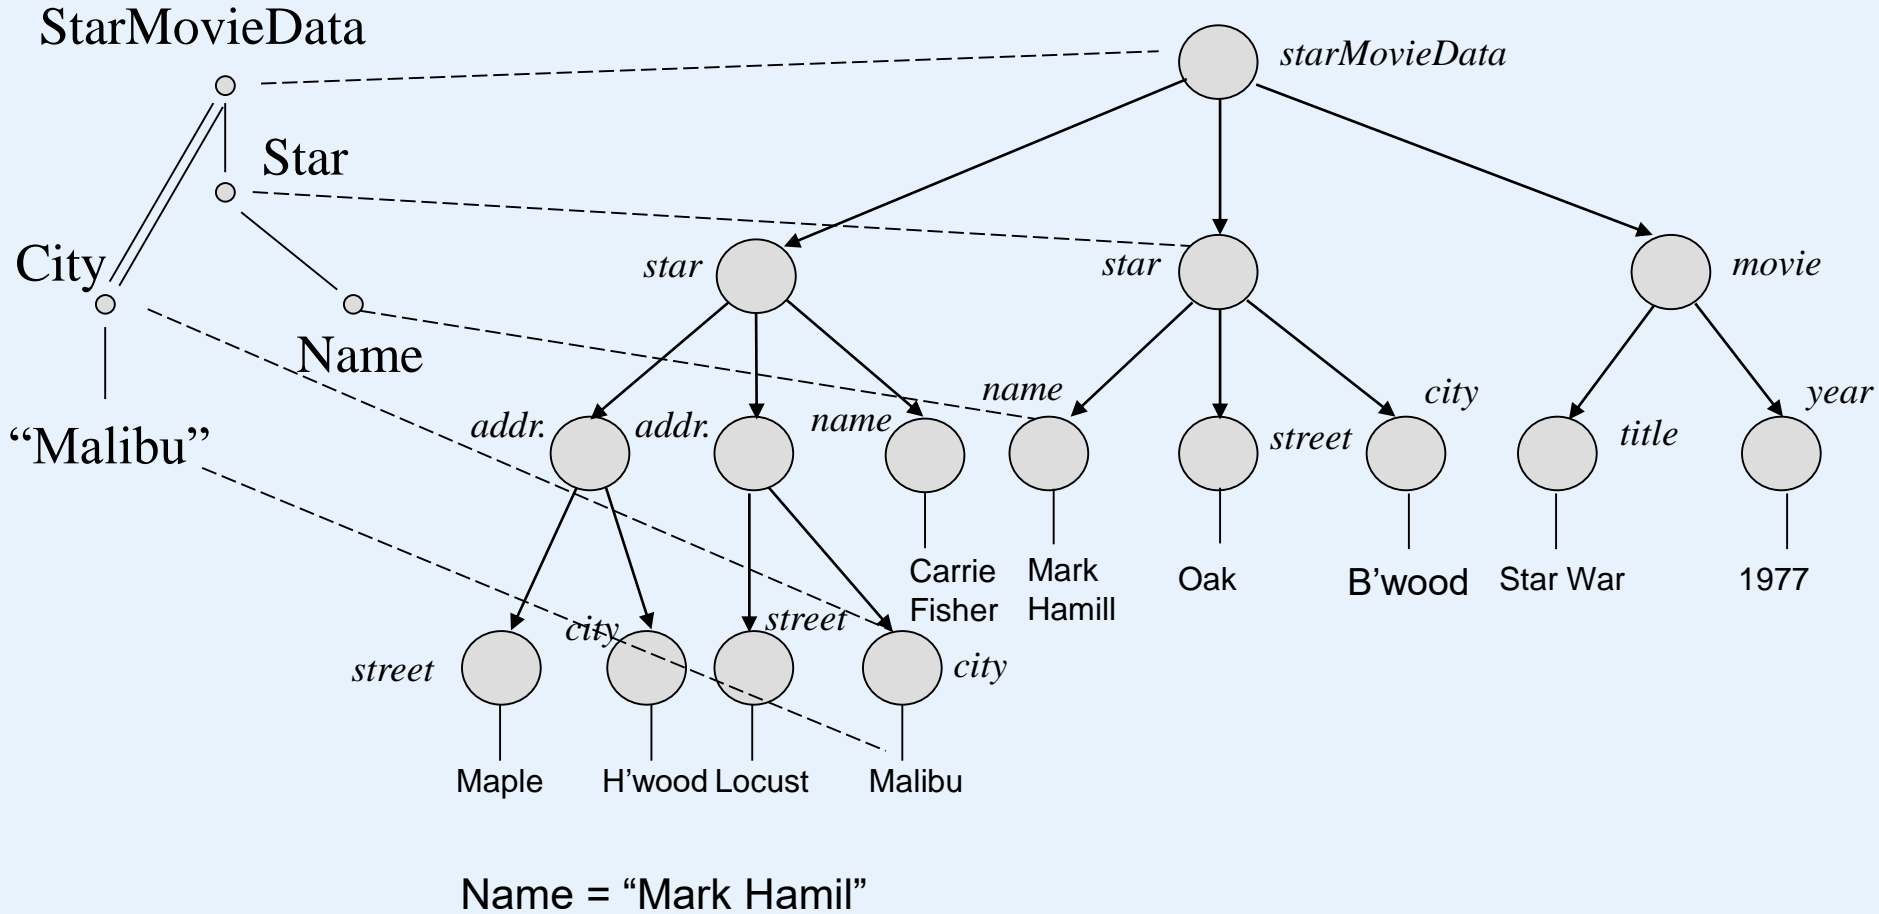 StarMovieData
starMovieData
Star
City
star
star
movie
Name
name
city
year
"Malibu"
addr.
addr.
name
street
title
Carrie
Fisher
Mark
Hamill
Oak
B'wood
Star War
1977
street
city
street
city
Maple
H'wood
Locust
Malibu
Name = “Mark Hamil”